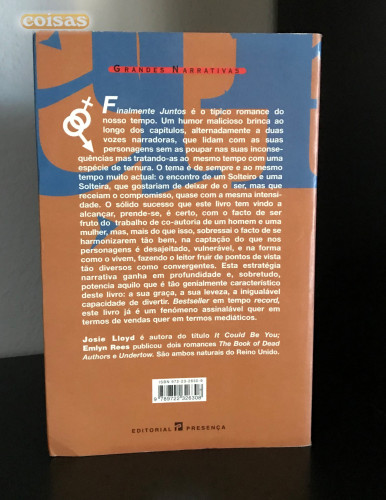 coisas
GRANDES NARRATIVAS
Finalmente Juntos é o típico romance do
nosso tempo. Um humor malicioso brinca ao
longo dos capítulos, alternadamente a duas
vozes narradoras, que lidam com as suas
personagens sem as poupar nas suas inconse-
quências mas tratando-as ao mesmo tempo com uma
espécie de ternura. O tema é de sempre e ao mesmo
tempo muito actual: o encontro de um Solteiro e uma
Solteira, que gostariam de deixar de o ser, mas que
receiam o compromisso, quase com a mesma intensi-
dade. O sólido sucesso que este livro tem vindo a
alcançar, prende-se, é certo, com o facto de ser
fruto do trabalho de co-autoria de um homem e uma
mulher, mas, mais do que isso, sobressai o facto de se
harmonizarem tão bem, na captação do que nos
personagens é desajeitado, vulnerável, e na forma
como o vivem, fazendo o leitor fruir de pontos de vista
tão diversos como convergentes. Esta estratégia
narrativa ganha em profundidade e, sobretudo,
potencia aquilo que é tão genialmente característico
deste livro: a sua graça, a sua leveza, a inigualável
capacidade de divertir. Bestseller em tempo record,
este livro já é um fenómeno assinalável quer em
termos de vendas quer em termos mediáticos.
Josie Lloyd é autora do título It Could Be You;
Emlyn Rees publicou dois romances The Book of Dead
Authors e Undertow. São ambos naturais do Reino Unido.
9789722328308
EDITORIAL PRESENÇA